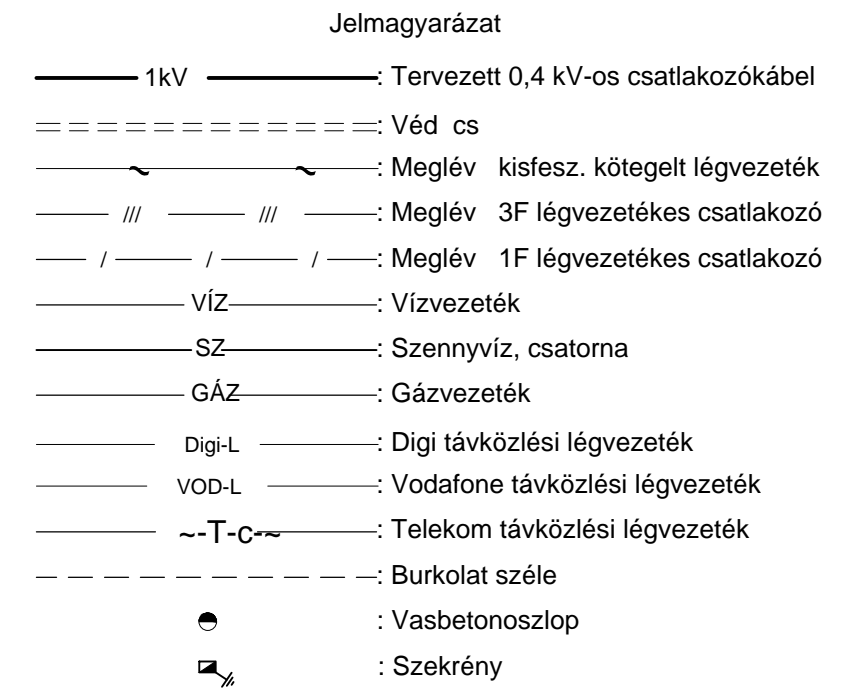 Jelmagyarázat
1kV : Tervezett 0,4 kV-os csatlakozókábel
: Véd cs
~ ~ : Meglév kisfesz. kötegelt légvezeték
/// /// : Meglév 3F légvezetékes csatlakozó
/ / / : Meglév 1F légvezetékes csatlakozó
VÍZ : Vízvezeték
SZ : Szennyvíz, csatorna
GÁZ : Gázvezeték
Digi-L : Digi távközlési légvezeték
VOD-L : Vodafone távközlési légvezeték
~-T-c-~ : Telekom távközlési légvezeték
: Burkolat széle
: Vasbetonoszlop
: Szekrény